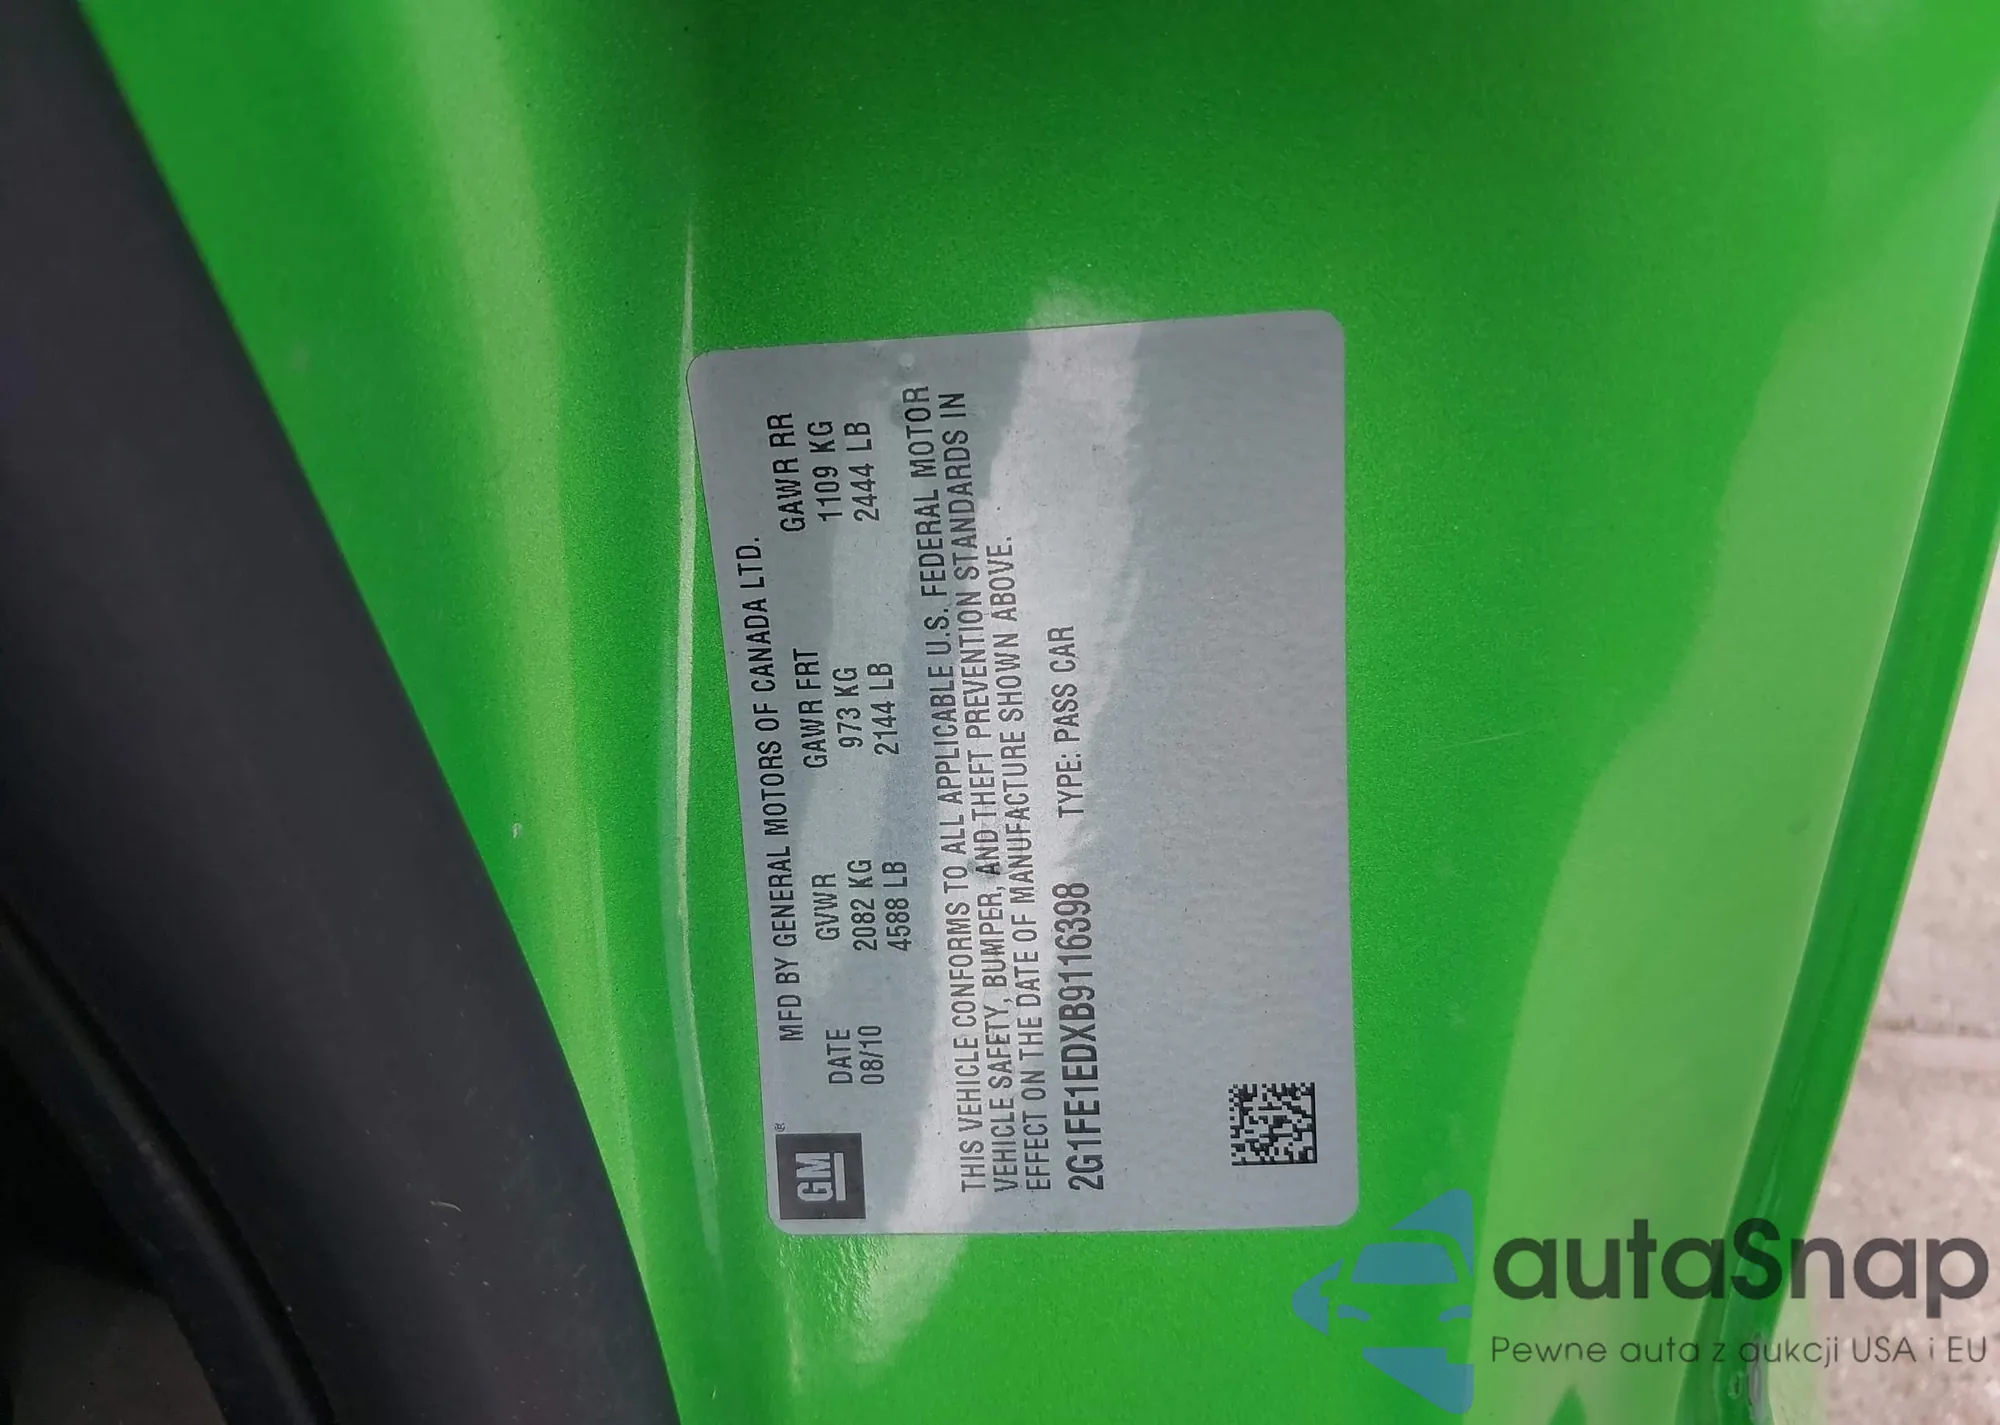 GM®
MFD BY GENERAL MOTORS OF CANADA LTD.
DATE GVWR GAWR FRT GAWR RR
08/10 2082 KG 973 KG 1109 KG
4588 LB 2144 LB 2444 LB
THIS VEHICLE CONFORMS TO ALL APPLICABLE U.S. FEDERAL MOTOR
VEHICLE SAFETY, BUMPER, AND THEFT PREVENTION STANDARDS IN
EFFECT ON THE DATE OF MANUFACTURE SHOWN ABOVE.
2G1FE1EDXB9116398 TYPE: PASS CAR
autaSnap
Pewne auta z aukcji USA i EU